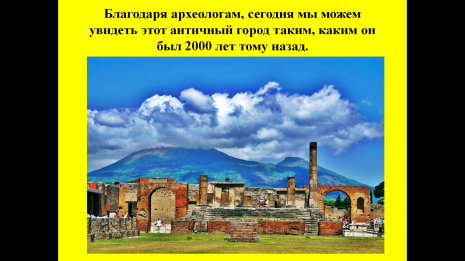 Благодаря археологам, сегодня мы можем
увидеть этот античный город таким, каким он
был 2000 лет тому назад.